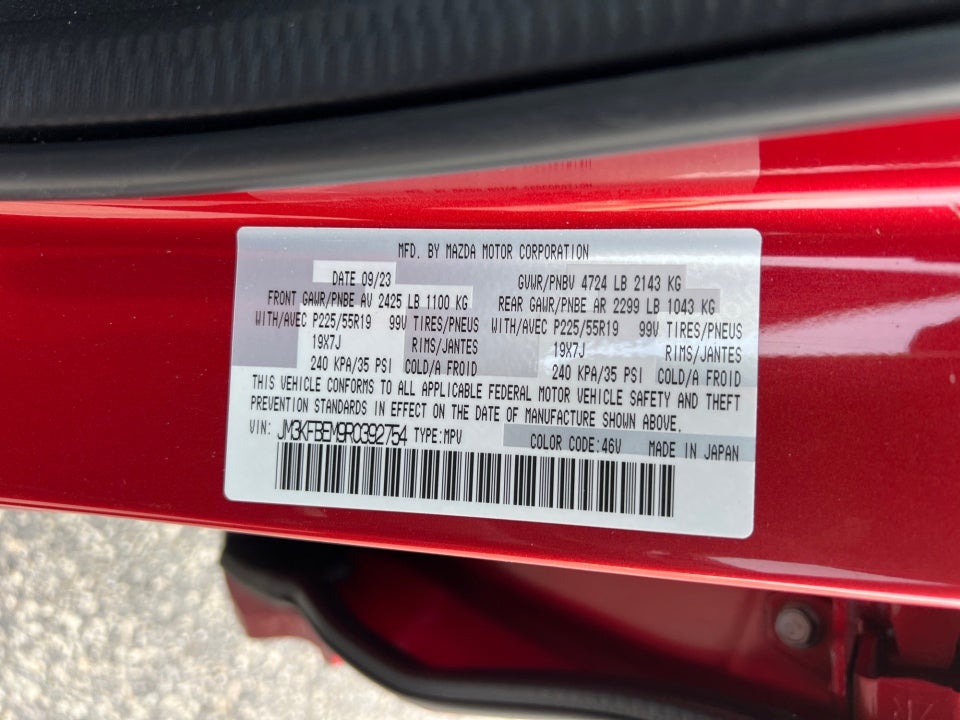 MFD. BY MAZDA MOTOR CORPORATION
DATE 09/23 GVWR/PNBV 4724 LB 2143 KG
FRONT GAWR/PNBE AV 2425 LB 1100 KG REAR GAWR/PNBE AR 2299 LB 1043 KG
WITH/AVEC P225/55R19 99V TIRES/PNEUS WITH/AVEC P225/55R19 99V TIRES/PNEUS
19X7J RIMS/JANTES 19X7J RIMS/JANTES
240 KPA/35 PSI COLD/A FROID 240 KPA/35 PSI COLD/A FROID
THIS VEHICLE CONFORMS TO ALL APPLICABLE FEDERAL MOTOR VEHICLE SAFETY AND THEFT
PREVENTION STANDARDS IN EFFECT ON THE DATE OF MANUFACTURE SHOWN ABOVE.
VIN: JM3KFBEM9R0392754 TYPE:MPV COLOR CODE:46V MADE IN JAPAN